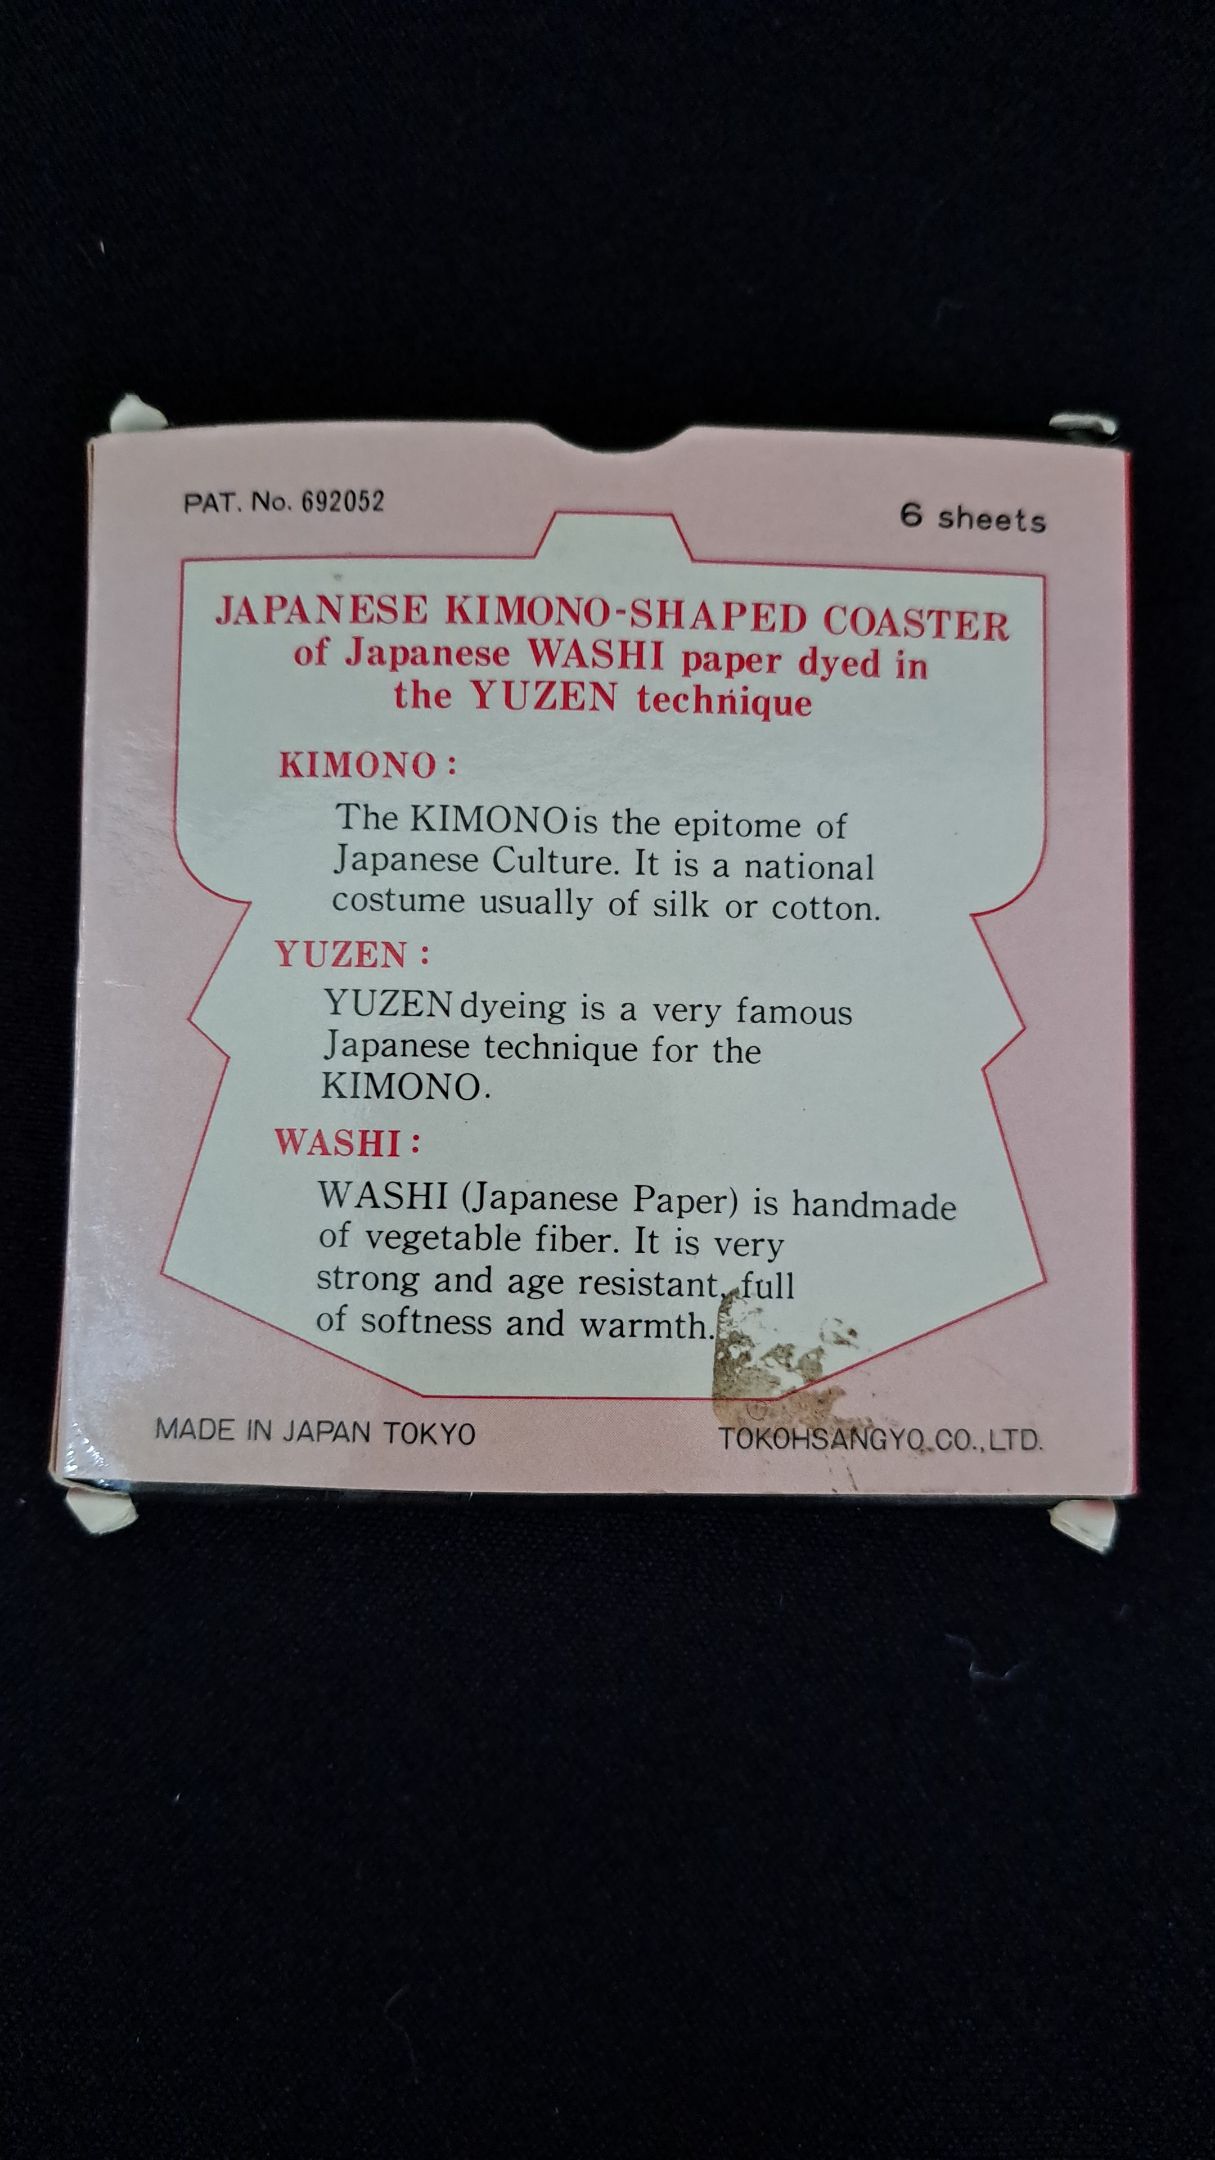 PAT. No. 692052
6 sheets
JAPANESE KIMONO-SHAPED COASTER
of Japanese WASHI paper dyed in
the YUZEN technique
KIMONO:
The KIMONO is the epitome of
Japanese Culture. It is a national
costume usually of silk or cotton.
YUZEN:
YUZEN dyeing is a very famous
Japanese technique for the
KIMONO.
WASHI:
WASHI (Japanese Paper) is handmade
of vegetable fiber. It is very
strong and age resistant, full
of softness and warmth.
MADE IN JAPAN TOKYO
TOKOHSANGYO.CO.,LTD.